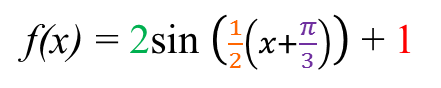 f(x) = 2sin (1/2(x+π/3)) + 1